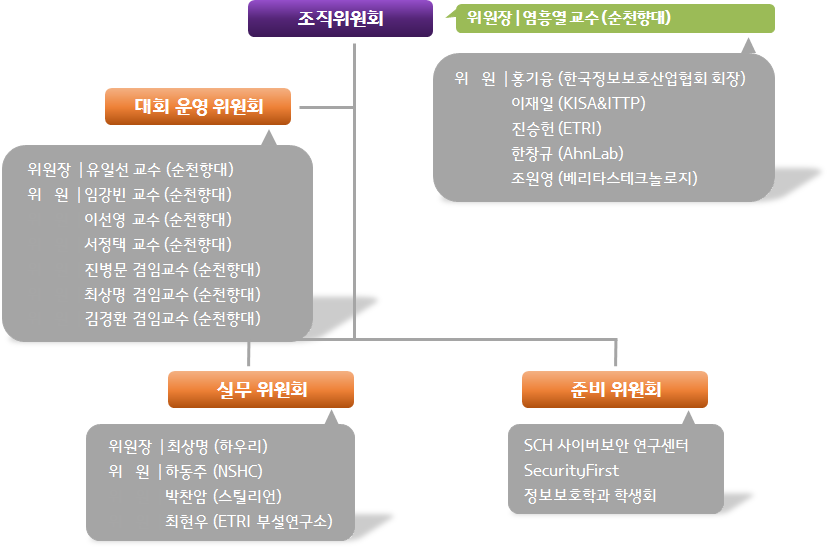 조직위원회
위원장 | 염흥열 교수 (순천향대)
위 원 | 홍기융 (한국정보보호산업협회 회장)
이재일 (KISA&ITTP)
진승헌 (ETRI)
한창규 (AhnLab)
조원영 (베리타스테크놀로지)
대회 운영 위원회
위원장 | 유일선 교수 (순천향대)
위 원 | 임강빈 교수 (순천향대)
이선영 교수 (순천향대)
서정택 교수 (순천향대)
진병문 겸임교수 (순천향대)
최상명 겸임교수 (순천향대)
김경환 겸임교수 (순천향대)
실무 위원회
위원장 | 최상명 (하우리)
위 원 | 하동주 (NSHC)
박찬암 (스틸리언)
최현우 (ETRI 부설연구소)
준비 위원회
SCH 사이버보안 연구센터
SecurityFirst
정보보호학과 학생회